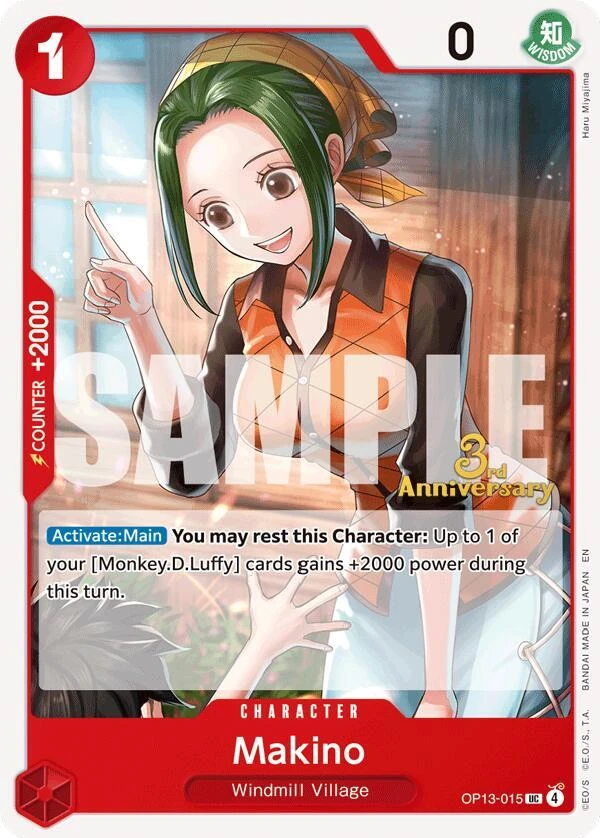 1
0
知
WISDOM
Haru Miyajima
COUNTER +2000
SAMPLE
3rd
Anniversary
Activate:Main You may rest this Character: Up to 1 of
your [Monkey.D.Luffy] cards gains +2000 power during
this turn.
CHARACTER
Makino
Windmill Village
OP13-015 UC 4
©EO/S ©E.O./S., T.A. BANDAI MADE IN JAPAN EN